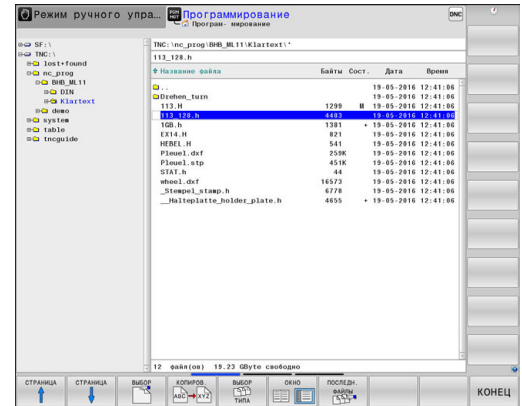 Режим ручного упра…
Программирование
Програм- мирование
DNC
SF:\
TNC:\
lost+found
nc_prog
BHB_ML11
DIN
Klartext
demo
system
table
tncguide
TNC:\nc_prog\BHB_ML11\Klartext\*
113_128.h
Название файла Байты Сост. Дата Время
.. 19-05-2016 12:41:06
Drehen_turn 19-05-2016 12:41:06
113.H 1299 M 19-05-2016 12:41:06
113_128.h 4403 19-05-2016 12:41:06
1GB.h 1381 + 19-05-2016 12:41:06
EX14.H 821 19-05-2016 12:41:06
HEBEL.H 541 19-05-2016 12:41:06
Pleuel.dxf 259K 19-05-2016 12:41:06
Pleuel.stp 451K 19-05-2016 12:41:06
STAT.h 44 19-05-2016 12:41:06
wheel.dxf 16573 19-05-2016 12:41:06
_Stempel_stamp.h 6778 19-05-2016 12:41:06
__Halteplatte_holder_plate.h 4655 + 19-05-2016 12:41:06
12 файл(ов) 19.23 GByte свободно
СТРАНИЦА
СТРАНИЦА
ВЫБОР
КОПИРОВ.
ABC XYZ
ВЫБОР
ТИПА
ОКНО
ПОСЛЕДН.
ФАЙЛЫ
КОНЕЦ